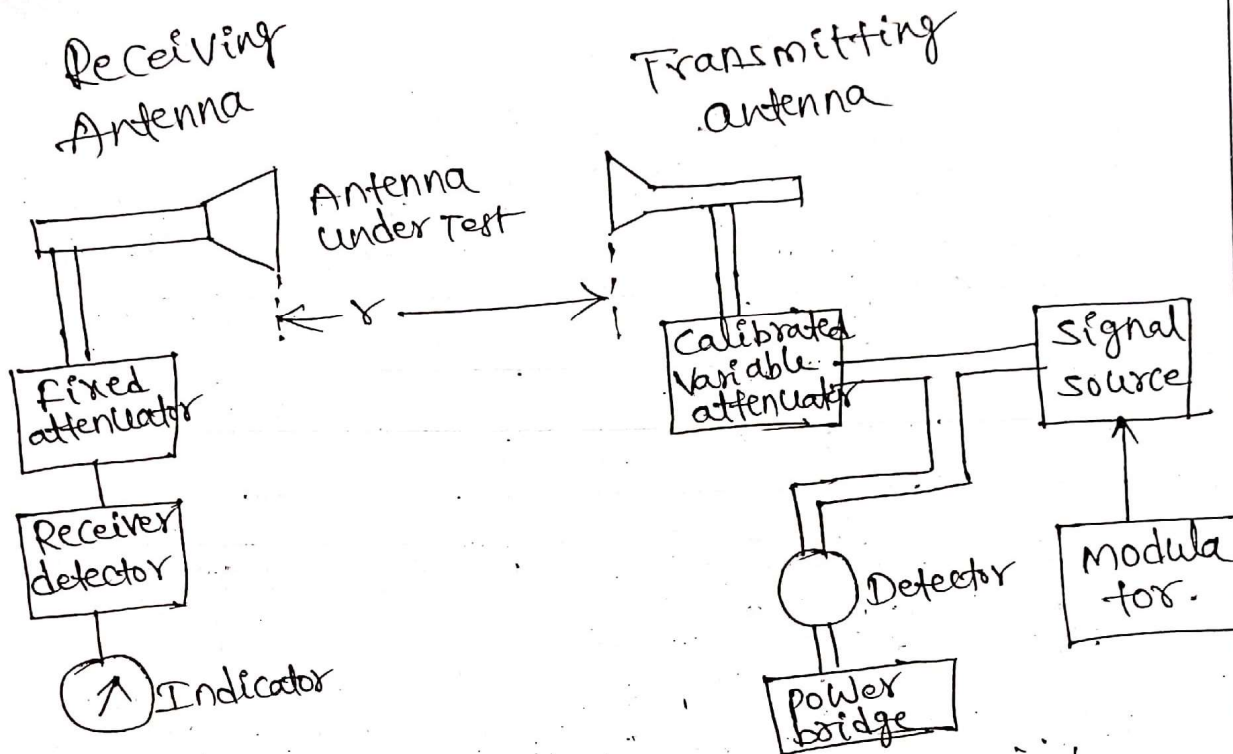 Receiving
Antenna
Transmitting
antenna
Antenna
under Test
r
Fixed
attenuator
Calibrated
Variable
attenuator
Signal
source
Receiver
detector
Detector
Modula
tor.
Indicator
power
bridge